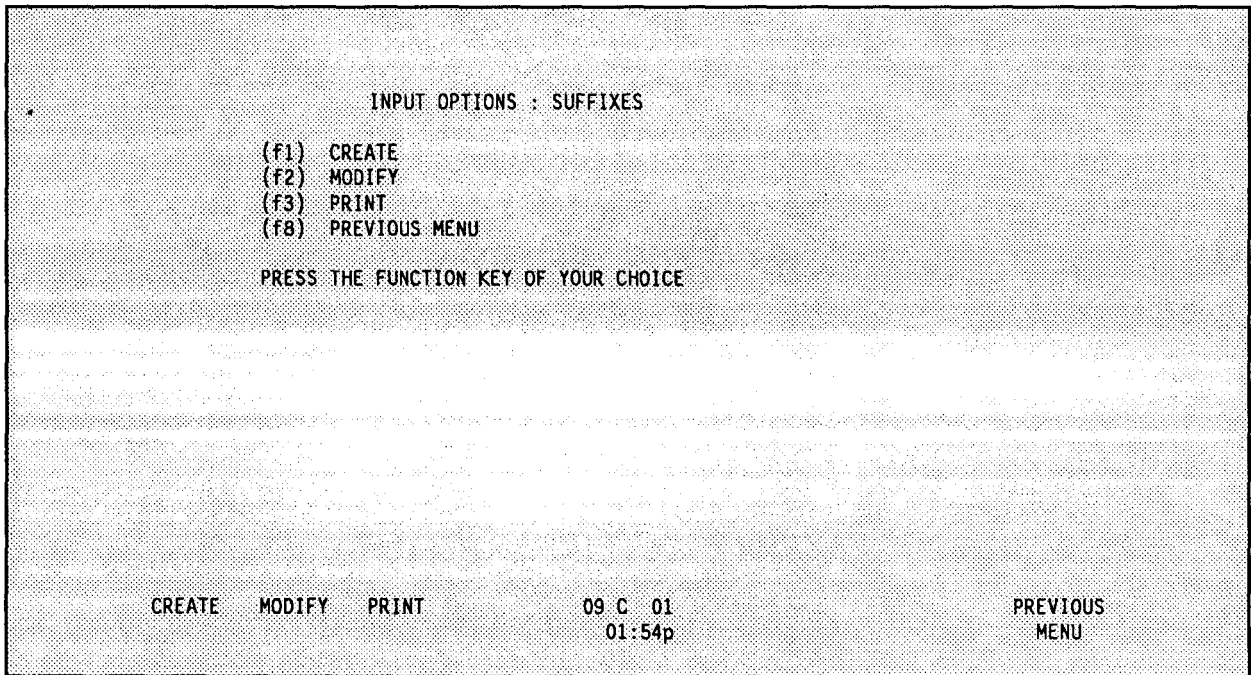 INPUT OPTIONS : SUFFIXES
(f1) CREATE
(f2) MODIFY
(f3) PRINT
(f8) PREVIOUS MENU
PRESS THE FUNCTION KEY OF YOUR CHOICE
CREATE MODIFY PRINT 09 C 01 PREVIOUS
01:54p MENU